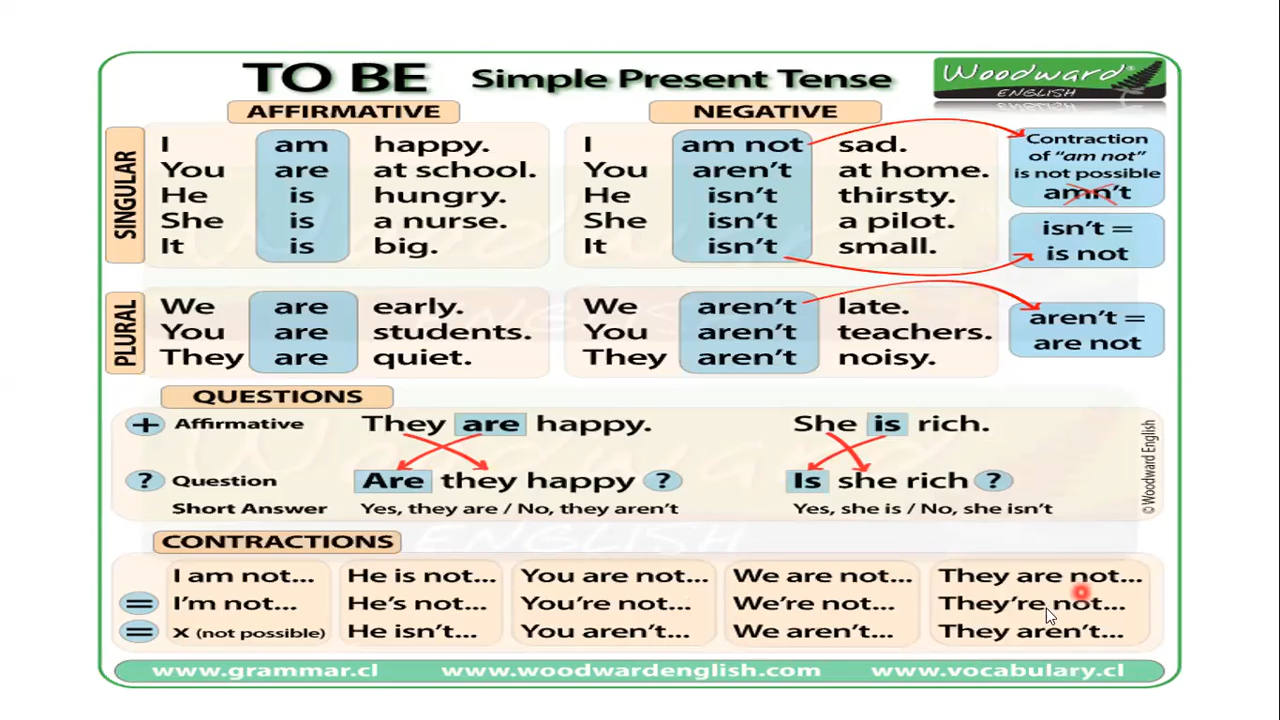 TO BE Simple Present Tense
Woodward®
ENGLISH
AFFIRMATIVE NEGATIVE
SINGULAR
I am happy. I am not sad.
You are at school. You aren't at home.
He is hungry. He isn't thirsty.
She is a nurse. She isn't a pilot.
It is big. It isn't small.
Contraction
of "am not"
is not possible
amn't
isn't =
is not
PLURAL
We are early. We aren't late.
You are students. You aren't teachers.
They are quiet. They aren't noisy.
aren't =
are not
QUESTIONS
+ Affirmative They are happy. She is rich.
? Question Are they happy ? Is she rich ?
Short Answer Yes, they are / No, they aren't Yes, she is / No, she isn't
© Woodward English
CONTRACTIONS
I am not... He is not... You are not... We are not... They are not...
= I'm not... He's not... You're not... We're not... They're not...
= x (not possible) He isn't... You aren't... We aren't... They aren't...
www.grammar.cl www.woodwardenglish.com www.vocabulary.cl